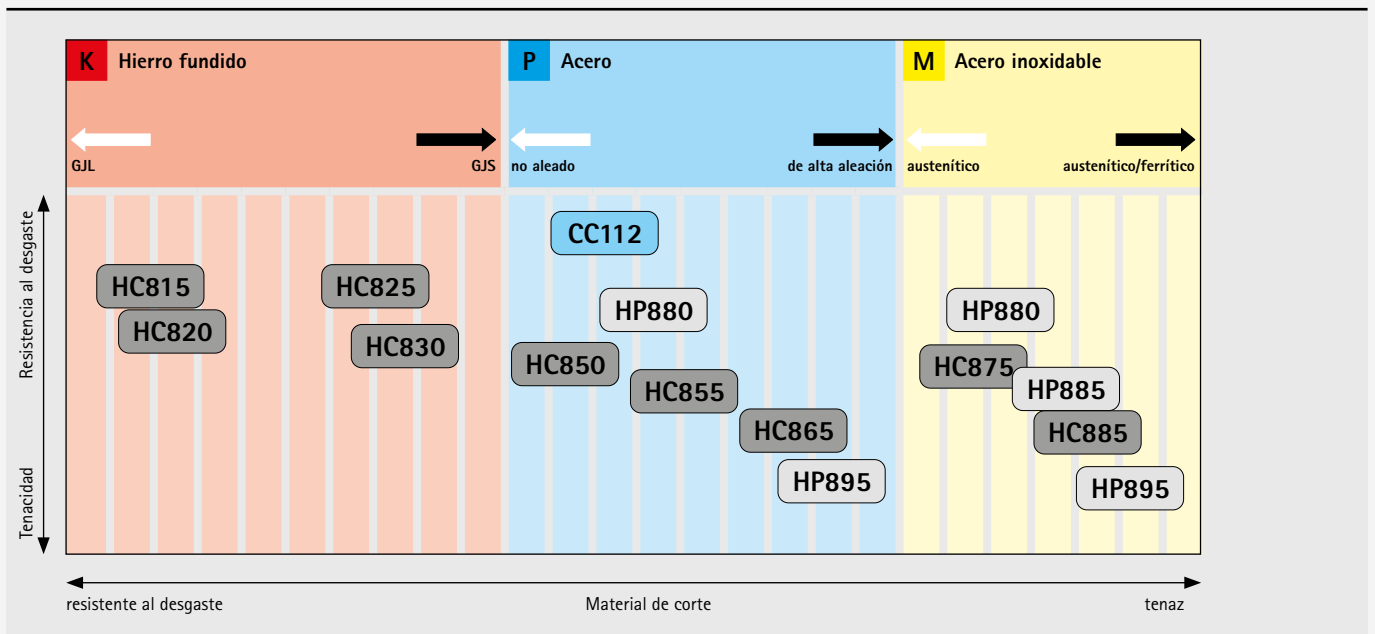 K Hierro fundido
P Acero
M Acero inoxidable
GJL
GJS
no aleado
de alta aleación
austenítico
austenítico/ferrítico
Resistencia al desgaste
Tenacidad
HC815
HC820
HC825
HC830
CC112
HP880
HC850
HC855
HC865
HP895
HP880
HC875
HP885
HC885
HP895
resistente al desgaste
Material de corte
tenaz